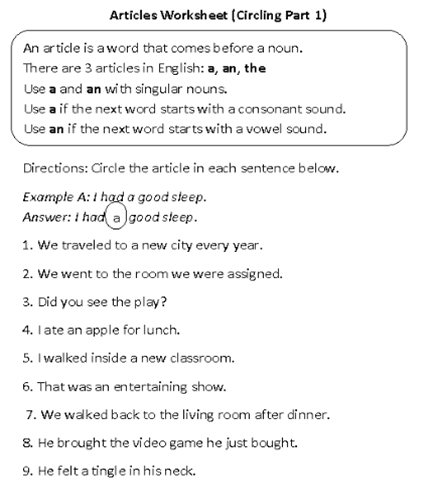 Articles Worksheet (Circling Part 1)
An article is a word that comes before a noun.
There are 3 articles in English: a, an, the
Use a and an with singular nouns.
Use a if the next word starts with a consonant sound.
Use an if the next word starts with a vowel sound.
Directions: Circle the article in each sentence below.
Example A: I had a good sleep.
Answer: I had a good sleep.
1. We traveled to a new city every year.
2. We went to the room we were assigned.
3. Did you see the play?
4. I ate an apple for lunch.
5. I walked inside a new classroom.
6. That was an entertaining show.
7. We walked back to the living room after dinner.
8. He brought the video game he just bought.
9. He felt a tingle in his neck.